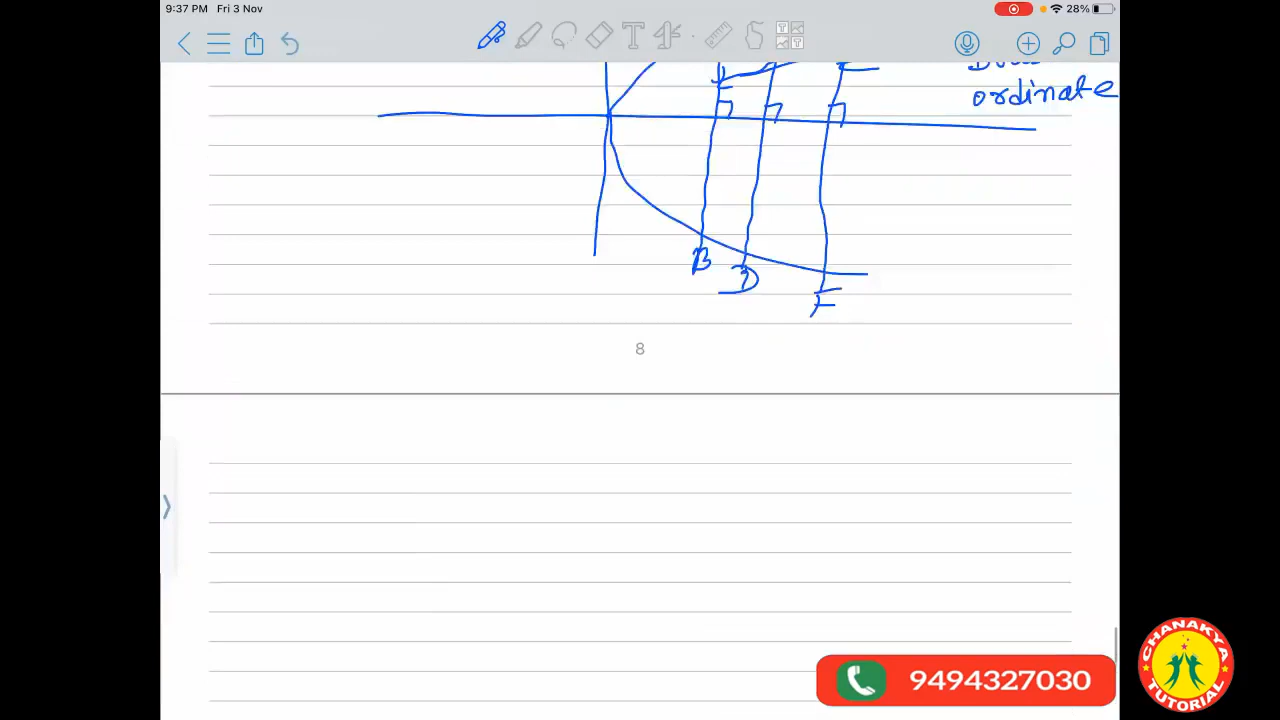 9:37 PM Fri 3 Nov
28%
ordinate
B
D
F
8
9494327030
CHANAKYA
TUTORIAL